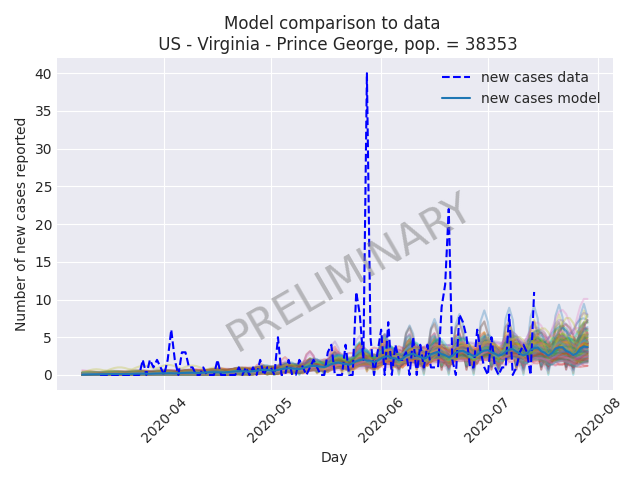 Model comparison to data
US - Virginia - Prince George, pop. = 38353
new cases data
new cases model
Number of new cases reported
40
35
30
25
20
15
10
5
0
PRELIMINARY
2020-04
2020-05
2020-06
2020-07
2020-08
Day